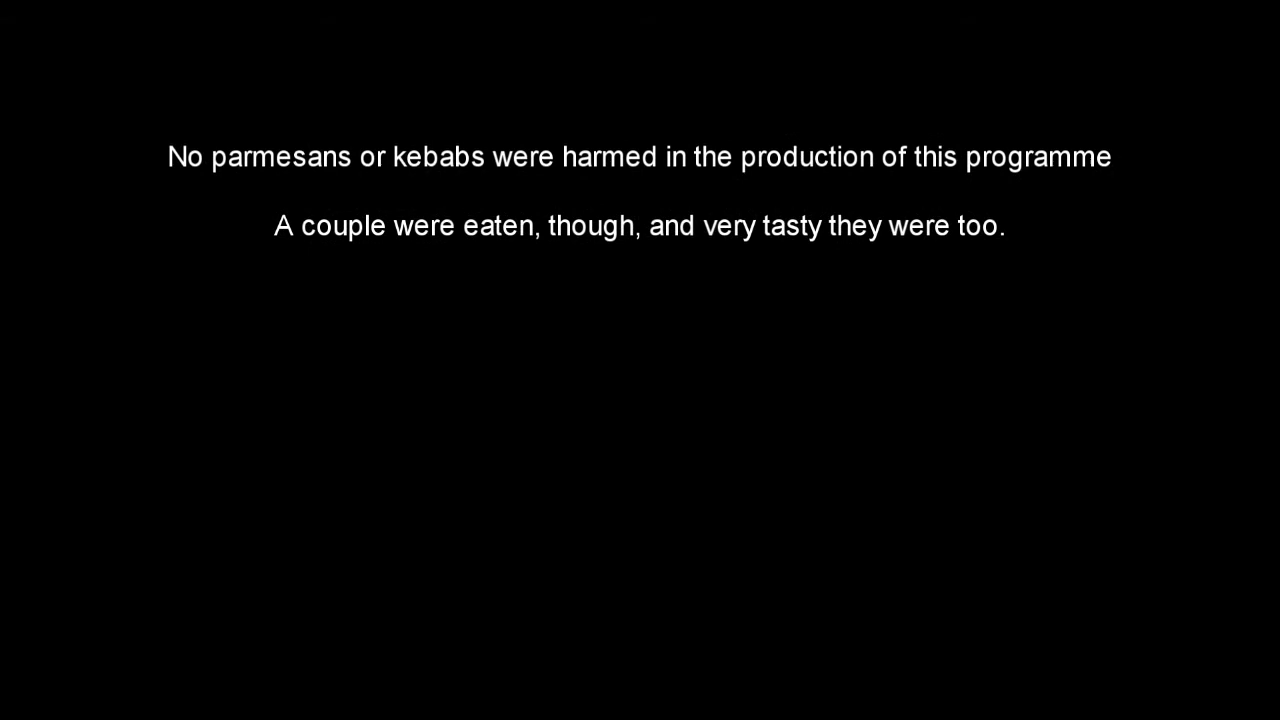 No parmesans or kebabs were harmed in the production of this programme
A couple were eaten, though, and very tasty they were too.